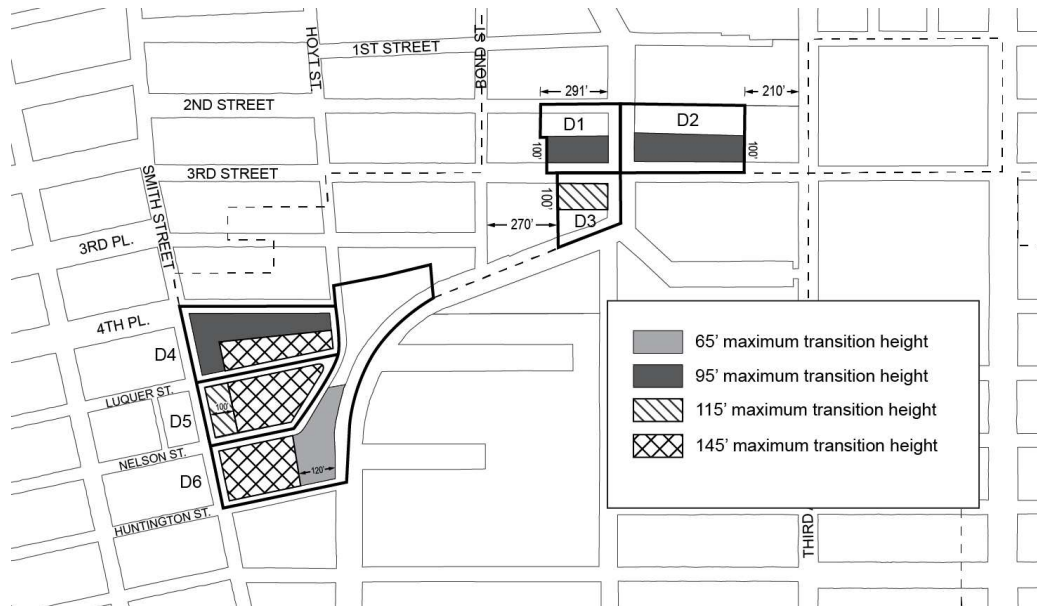 HOYT ST
BOND ST.
1ST STREET
2ND STREET
291'
210'
D1
D2
100'
100'
3RD STREET
SMITH STREET
100'
D3
270'
3RD PL.
4TH PL.
D4
65' maximum transition height
95' maximum transition height
115' maximum transition height
145' maximum transition height
LUQUER ST.
100'
D5
NELSON ST.
D6
120'
HUNTINGTON ST.
THIRD